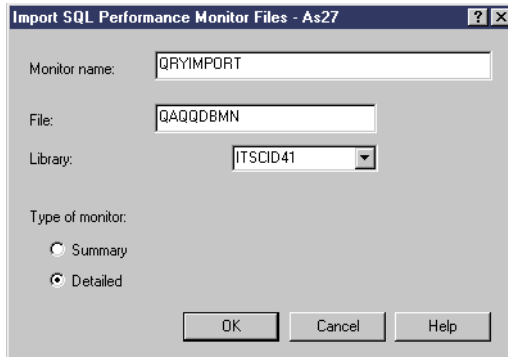 Import SQL Performance Monitor Files - As27
Monitor name: QRYIMPORT
File: QAQQDBMN
Library: ITSCID41
Type of monitor:
Summary
Detailed
OK Cancel Help